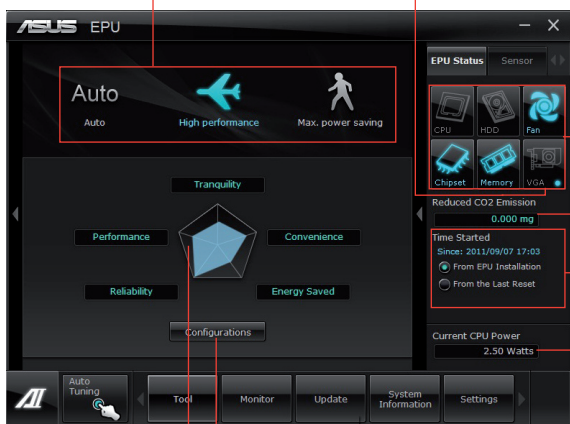 ASUS EPU
EPU Status
Sensor
Auto
Auto
High performance
Max. power saving
CPU
HDD
Fan
Chipset
Memory
VGA
Tranquility
Performance
Convenience
Reliability
Energy Saved
Configurations
Reduced CO2 Emission
0.000 mg
Time Started
Since: 2011/09/07 17:03
From EPU Installation
From the Last Reset
Current CPU Power
2.50 Watts
Auto
Tuning
Tool
Monitor
Update
System
Information
Settings